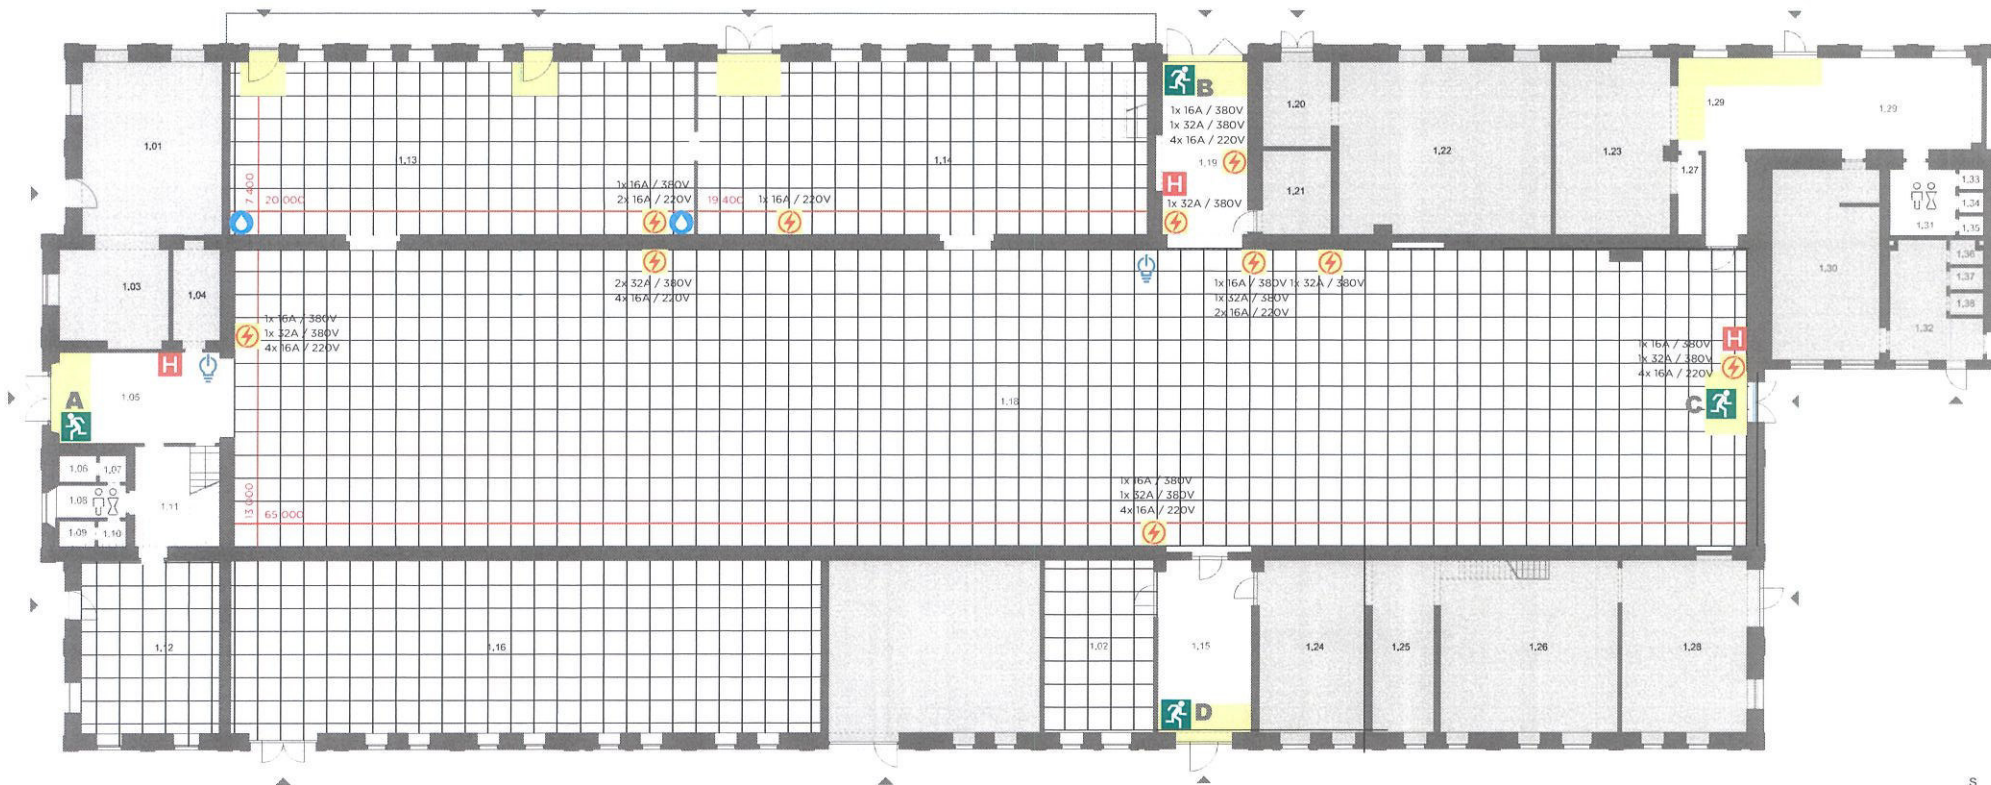 B
1x 16A / 380V
1x 32A / 380V
4x 16A / 220V
1.19
H
1x 32A / 380V
1.20
1.21
1.22
1.23
1.29
1.29
1.27
1.01
1.13
1.14
7 400
20 000
1x 16A / 380V
2x 16A / 220V
19 400
1x 16A / 220V
1.33
1.34
1.35
1.31
1.36
1.37
1.38
1.30
1.32
1.03
1.04
2x 32A / 380V
4x 16A / 220V
1x 16A / 380V 1x 32A / 380V
1x 32A / 380V
2x 16A / 220V
1x 16A / 380V
1x 32A / 380V
4x 16A / 220V
H
H
1x 16A / 380V
1x 32A / 380V
4x 16A / 220V
A
1.05
1.18
C
1.06
1.07
1.08
1.09
1.10
1.11
13 000
65 000
1x 16A / 380V
1x 32A / 380V
4x 16A / 220V
1.12
1.16
1.02
1.15
1.24
1.25
1.26
1.28
D
S